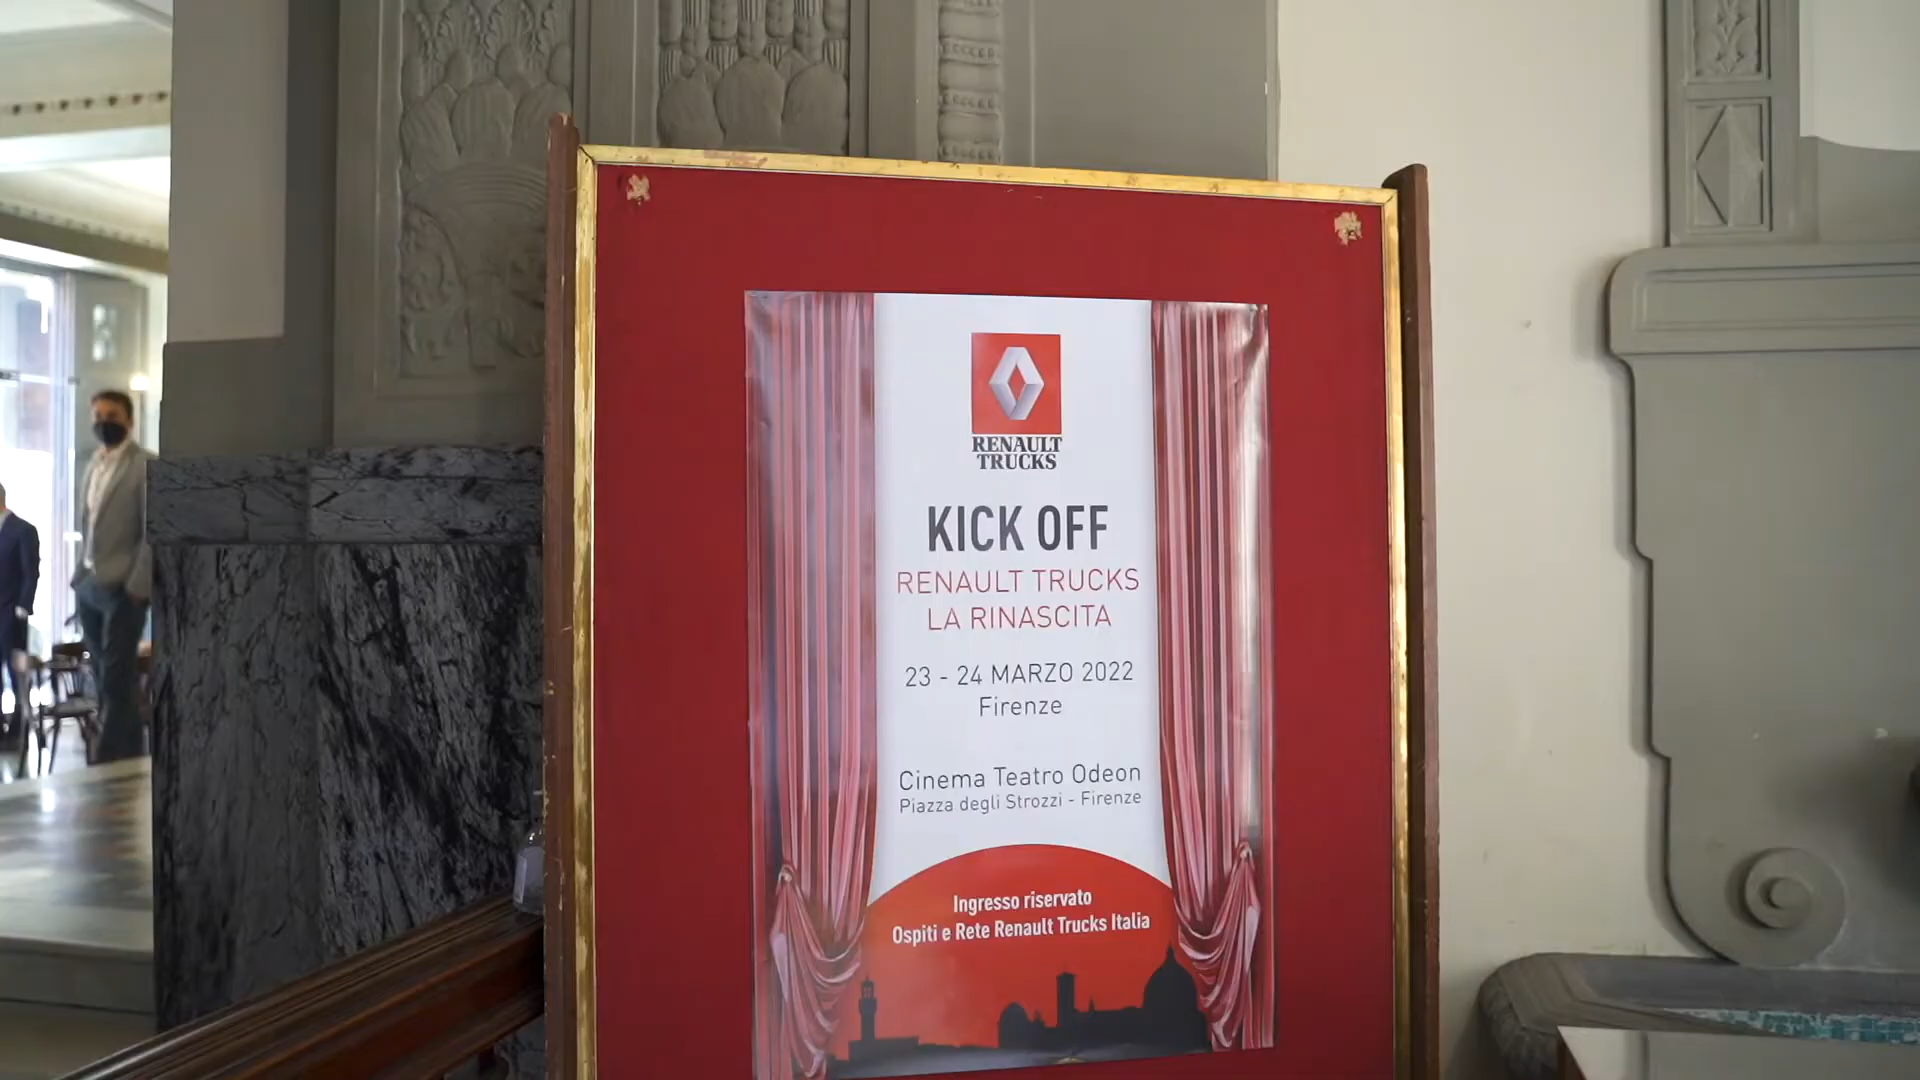 RENAULT
TRUCKS
KICK OFF
RENAULT TRUCKS
LA RINASCITA
23 - 24 MARZO 2022
Firenze
Cinema Teatro Odeon
Piazza degli Strozzi - Firenze
Ingresso riservato
Ospiti e Rete Renault Trucks Italia